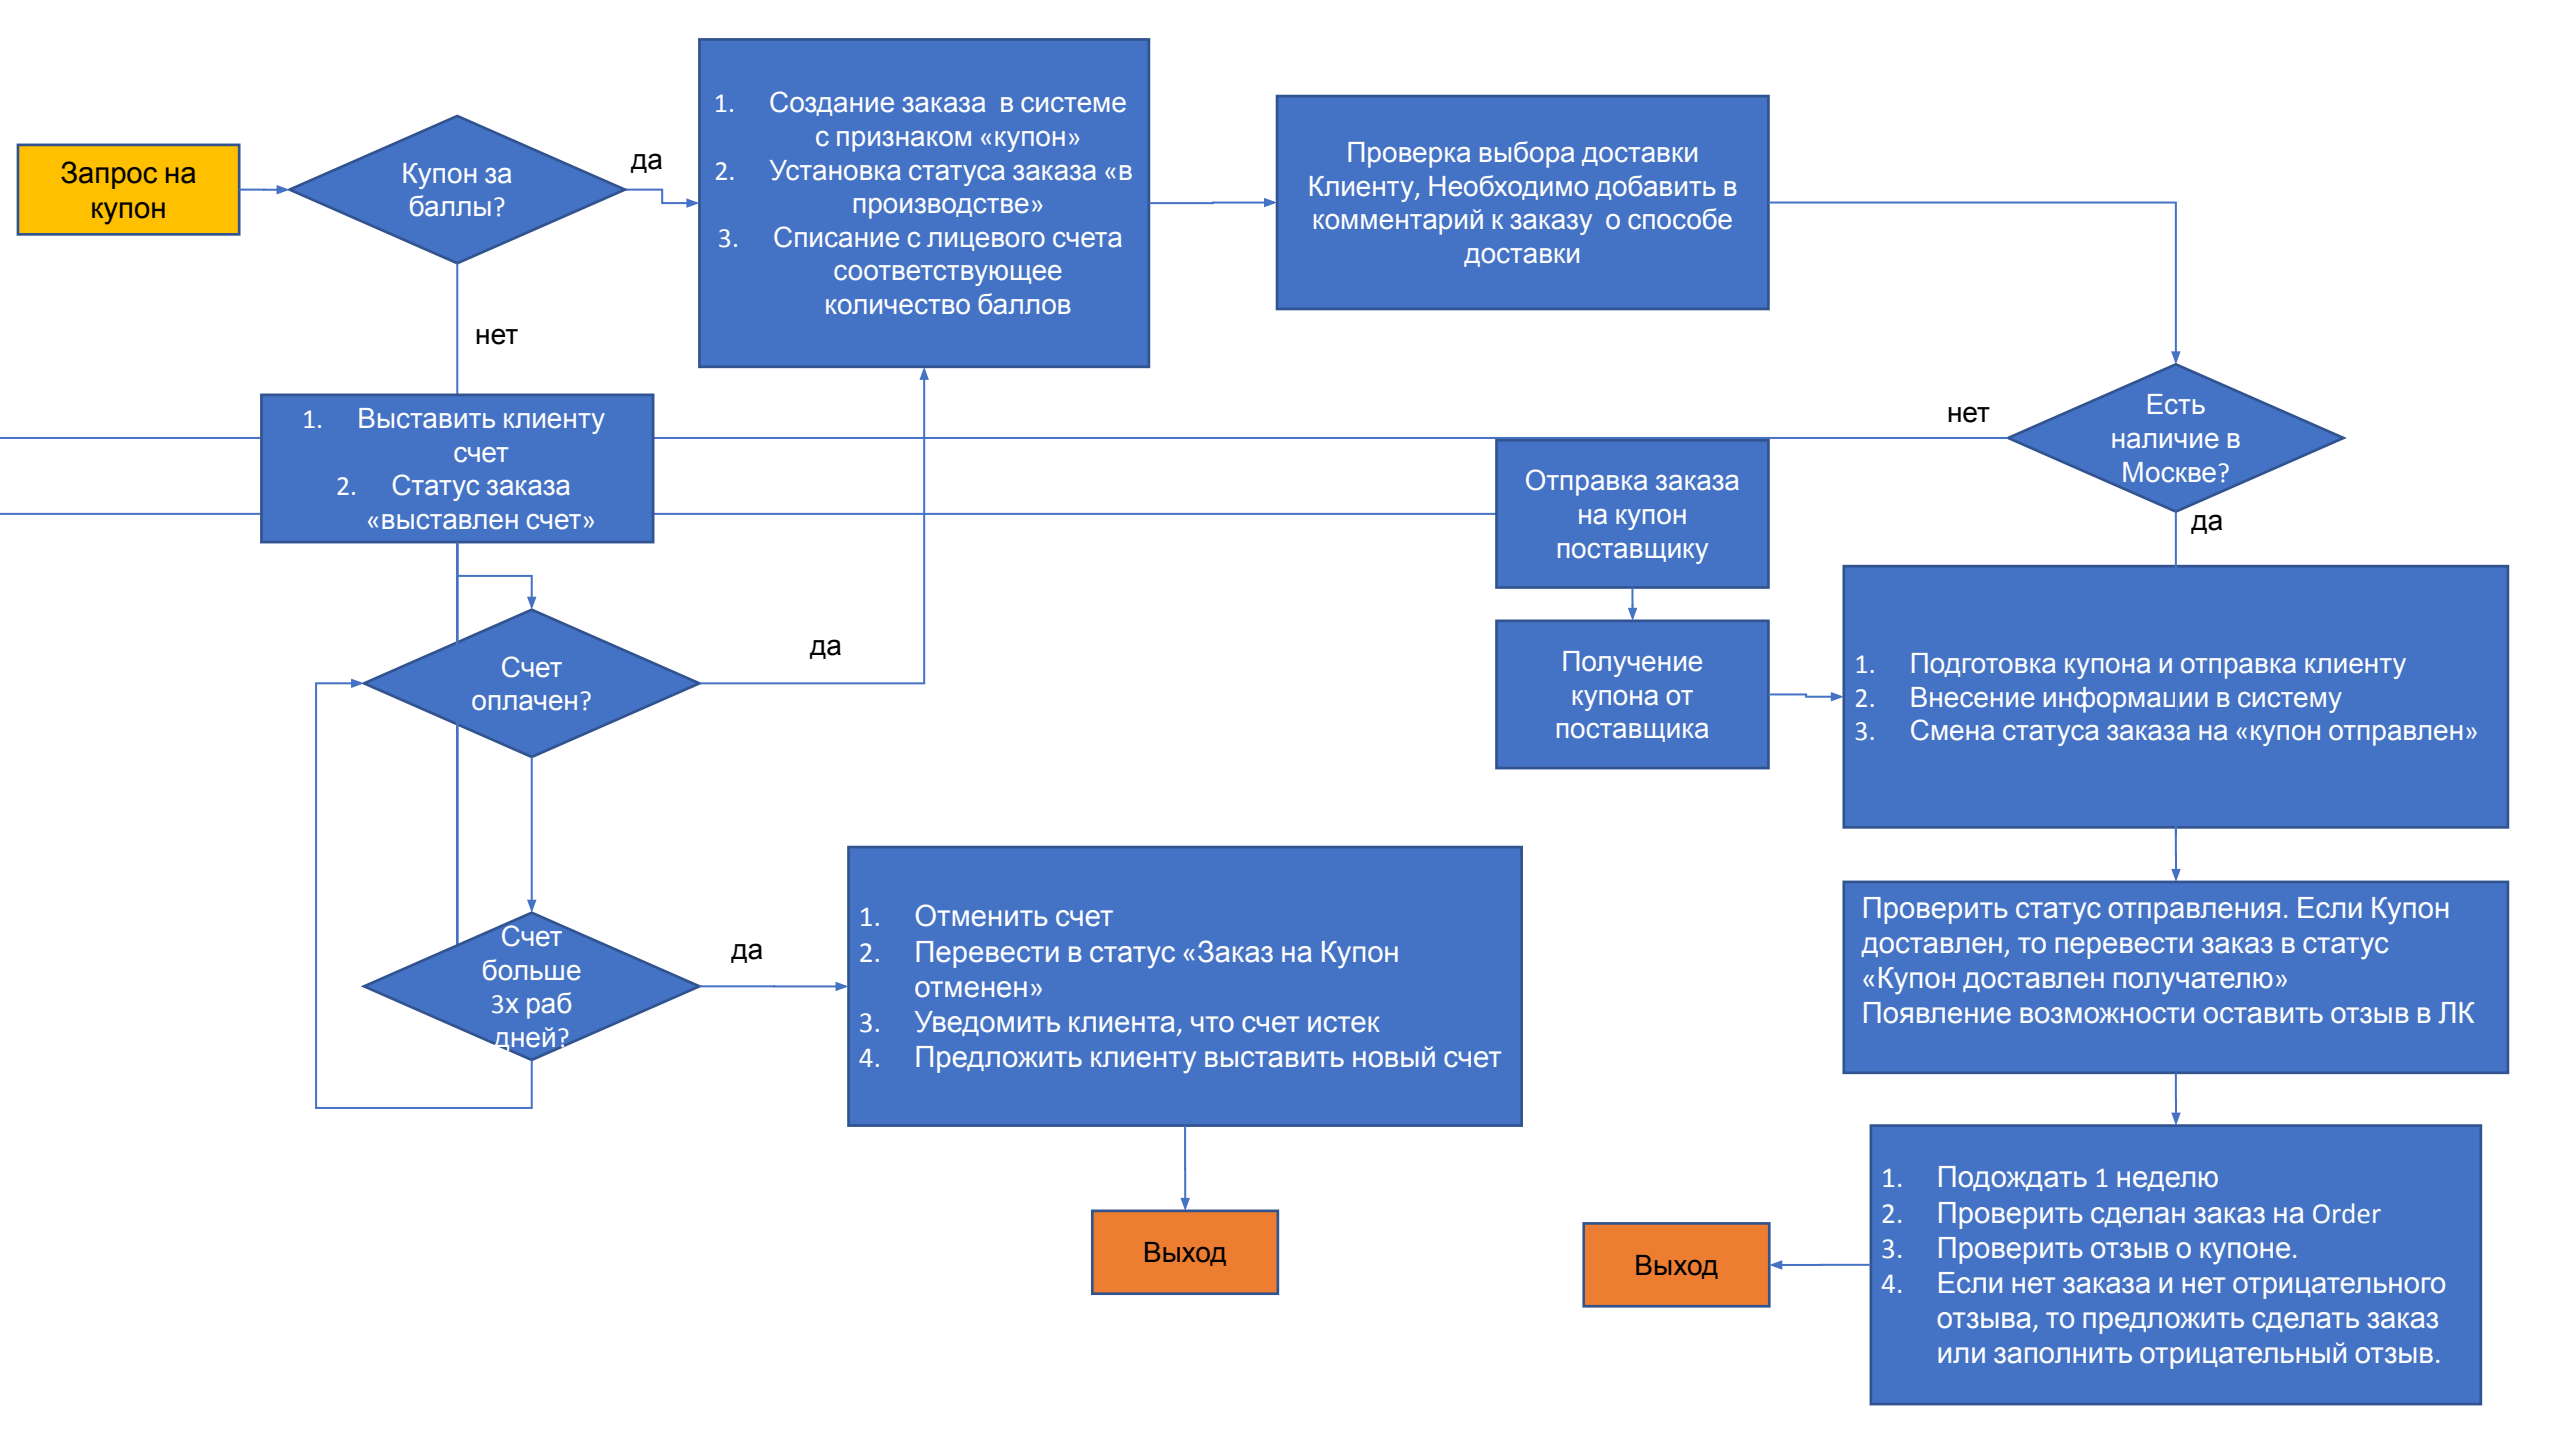 Запрос на
купон
Купон за
баллы?
да
нет
1. Создание заказа в системе
с признаком «купон»
2. Установка статуса заказа «в
производстве»
3. Списание с лицевого счета
соответствующее
количество баллов
Проверка выбора доставки
Клиенту, Необходимо добавить в
комментарий к заказу о способе
доставки
Есть
наличие в
Москве?
нет
да
1. Выставить клиенту
счет
2. Статус заказа
«выставлен счет»
Отправка заказа
на купон
поставщику
Получение
купона от
поставщика
1. Подготовка купона и отправка клиенту
2. Внесение информации в систему
3. Смена статуса заказа на «купон отправлен»
Счет
оплачен?
да
Счет
больше
3х раб
дней?
да
1. Отменить счет
2. Перевести в статус «Заказ на Купон
отменен»
3. Уведомить клиента, что счет истек
4. Предложить клиенту выставить новый счет
Выход
Проверить статус отправления. Если Купон
доставлен, то перевести заказ в статус
«Купон доставлен получателю»
Появление возможности оставить отзыв в ЛК
1. Подождать 1 неделю
2. Проверить сделан заказ на Order
3. Проверить отзыв о купоне.
4. Если нет заказа и нет отрицательного
отзыва, то предложить сделать заказ
или заполнить отрицательный отзыв.
Выход